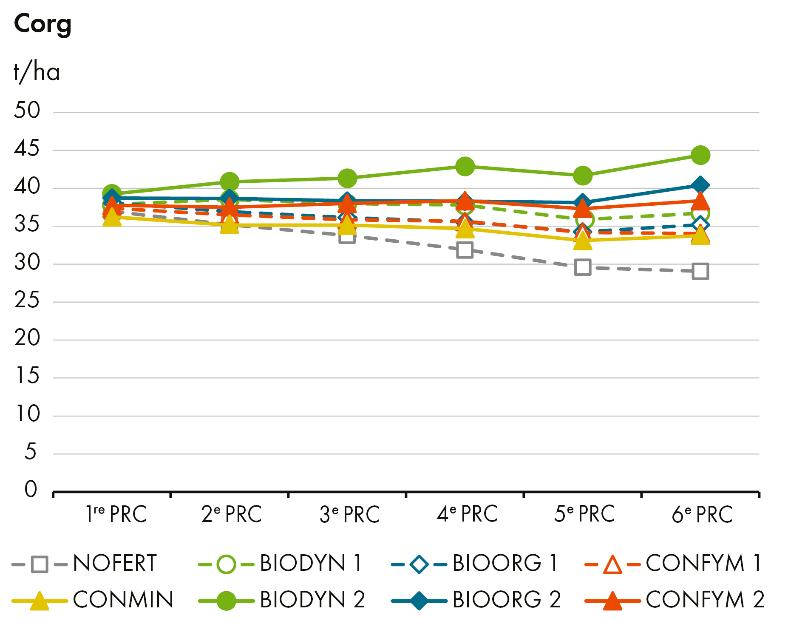 Corg
t/ha
50
45
40
35
30
25
20
15
10
5
0
1re PRC 2e PRC 3e PRC 4e PRC 5e PRC 6e PRC
NOFERT BIODYN 1 BIOORG 1 CONFYM 1
CONMIN BIODYN 2 BIOORG 2 CONFYM 2